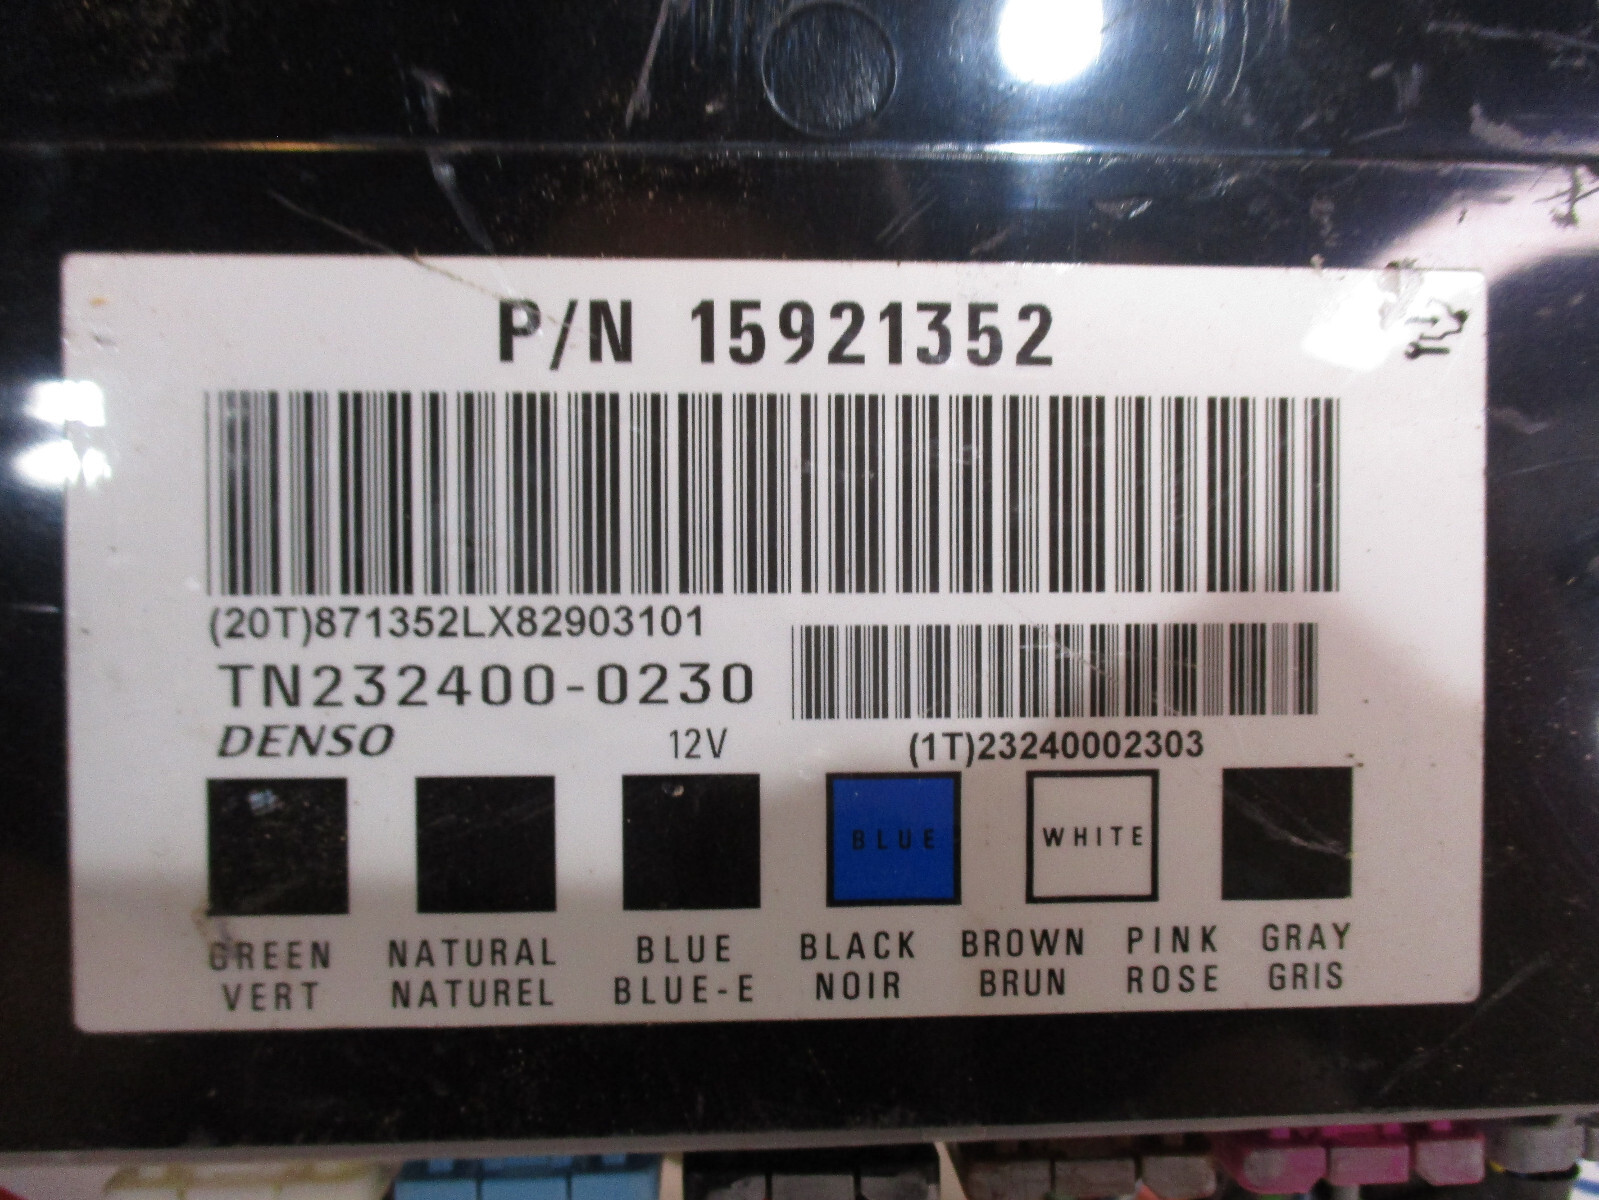 P/N 15921352
(20T)871352LX82903101
TN232400-0230
DENSO 12V (1T)23240002303
BLUE WHITE
GREEN NATURAL BLUE BLACK BROWN PINK GRAY
VERT NATUREL BLUE-E NOIR BRUN ROSE GRIS